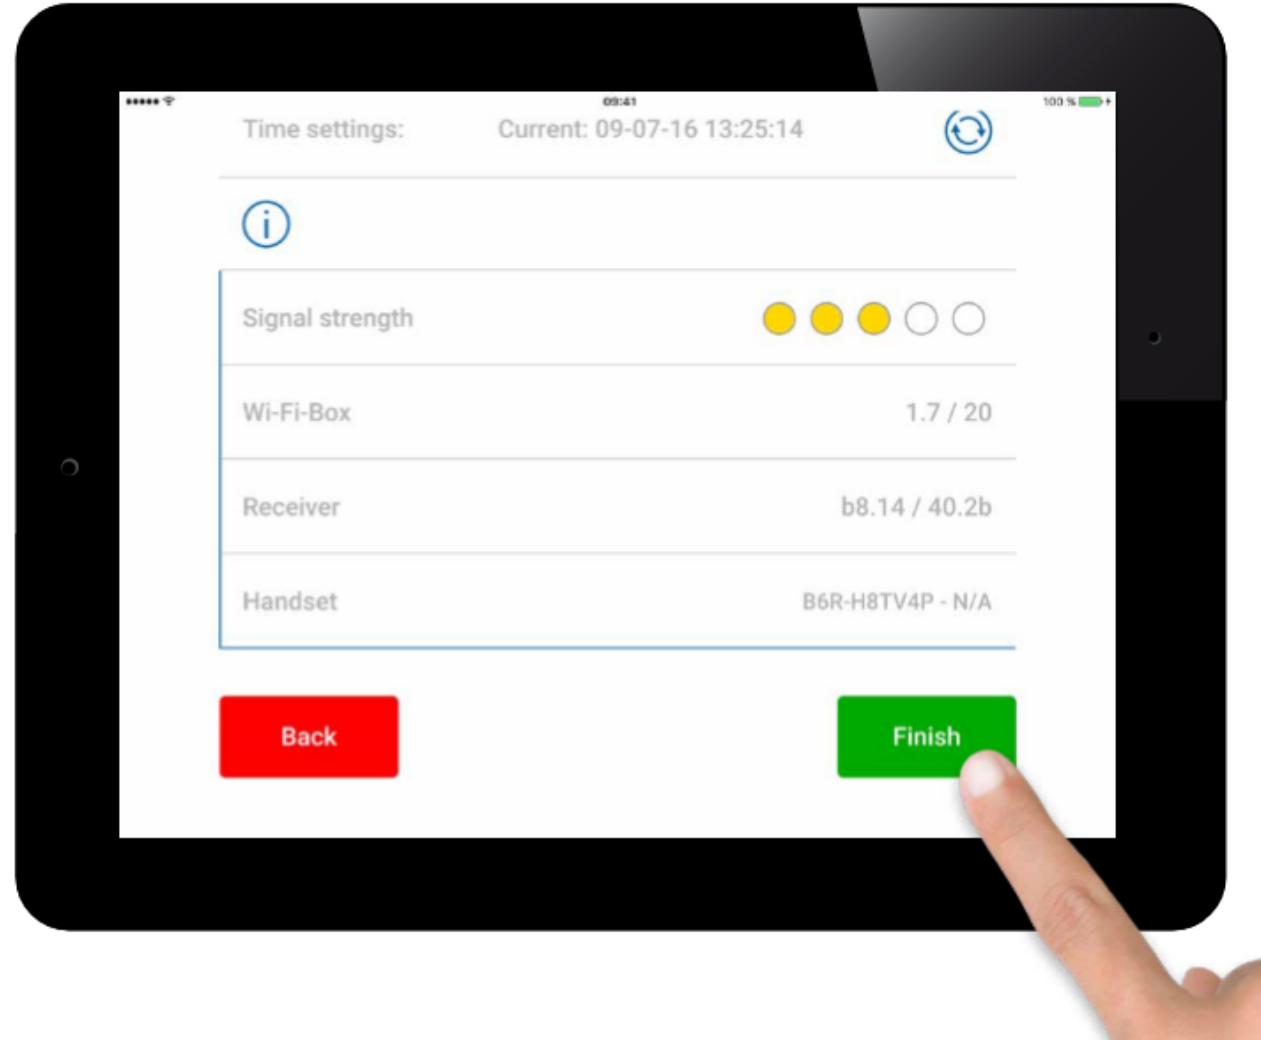 09:41
100 %
Time settings: Current: 09-07-16 13:25:14
i
Signal strength
Wi-Fi-Box 1.7 / 20
Receiver b8.14 / 40.2b
Handset B6R-H8TV4P - N/A
Back Finish